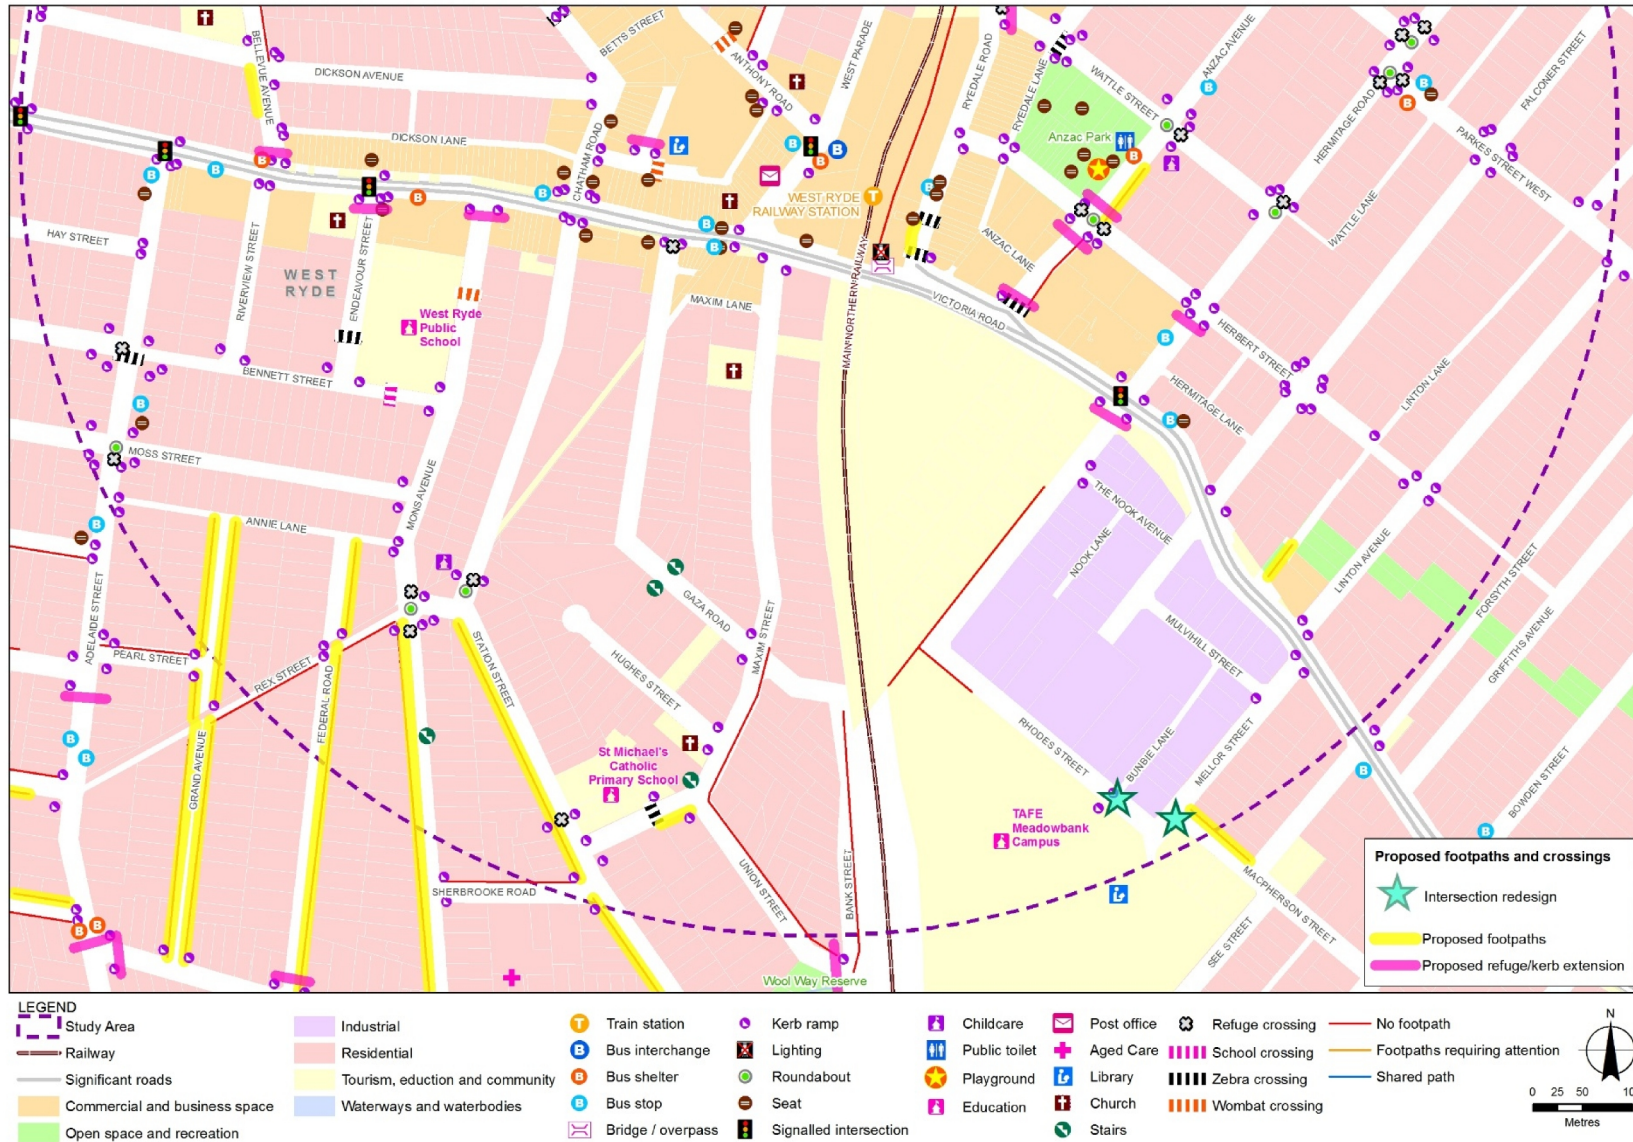 BETTS STREET
WEST PARADE
ANTHONY ROAD
BELLEVUE AVENUE
DICKSON AVENUE
DICKSON LANE
CHATHAM ROAD
RYEDALE ROAD
RYEDALE LANE
WATTLE STREET
ANZAC AVENUE
Anzac Park
HERMITAGE ROAD
FALCONER STREET
PARKES STREET WEST
WATTLE LANE
WEST RYDE
RAILWAY STATION
ANZAC LANE
HAY STREET
RIVERVIEW STREET
WEST
RYDE
ENDEAVOUR STREET
West Ryde
Public
School
MAXIM LANE
MAIN NORTHERN RAILWAY
VICTORIA ROAD
HERBERT STREET
HERMITAGE LANE
LINTON LANE
BENNETT STREET
MOSS STREET
MONS AVENUE
ANNIE LANE
THE NOOK AVENUE
NOOK LANE
MULVIHILL STREET
LINTON AVENUE
FORSYTH STREET
GRIFFITHS AVENUE
BOWDEN STREET
ADELAIDE STREET
PEARL STREET
REX STREET
GRAND AVENUE
FEDERAL ROAD
STATION STREET
HUGHES STREET
GAZA ROAD
MAXIM STREET
St Michael's
Catholic
Primary School
RHODES STREET
BUNBIE LANE
MELLOR STREET
TAFE
Meadowbank
Campus
SHERBROOKE ROAD
UNION STREET
BANK STREET
MACPHERSON STREET
SEE STREET
Wool Way Reserve
Proposed footpaths and crossings
Intersection redesign
Proposed footpaths
Proposed refuge/kerb extension
LEGEND
Study Area
Railway
Significant roads
Commercial and business space
Open space and recreation
Industrial
Residential
Tourism, eduction and community
Waterways and waterbodies
T Train station
B Bus interchange
B Bus shelter
B Bus stop
Bridge / overpass
Kerb ramp
Lighting
Roundabout
Seat
Signalled intersection
Childcare
Public toilet
Playground
Education
Post office
Aged Care
Library
Church
Stairs
Refuge crossing
School crossing
Zebra crossing
Wombat crossing
No footpath
Footpaths requiring attention
Shared path
N
0 25 50
Metres